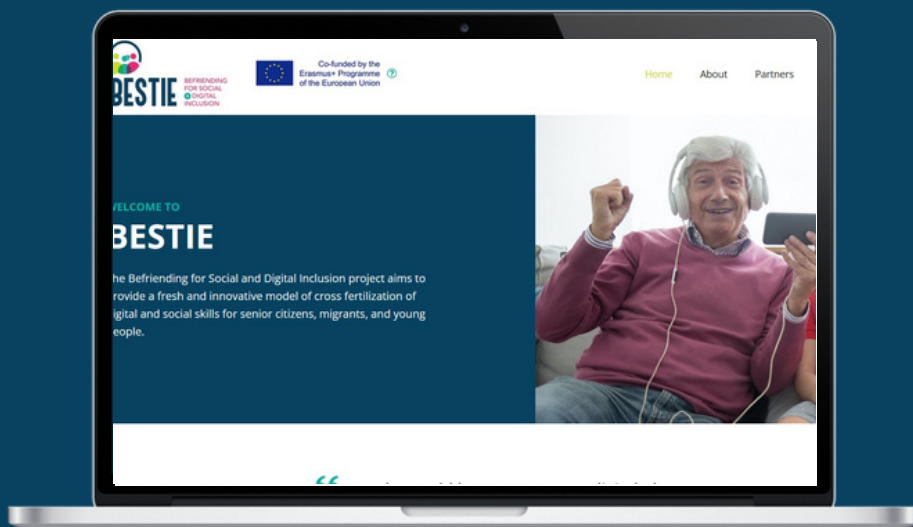 BESTIE
BEFRIENDING
FOR SOCIAL
+ DIGITAL
INCLUSION
Co-funded by the
Erasmus+ Programme
of the European Union
?
Home
About
Partners
WELCOME TO
BESTIE
he Befriending for Social and Digital Inclusion project aims to
rovide a fresh and innovative model of cross fertilization of
igital and social skills for senior citizens, migrants, and young
eople.
“